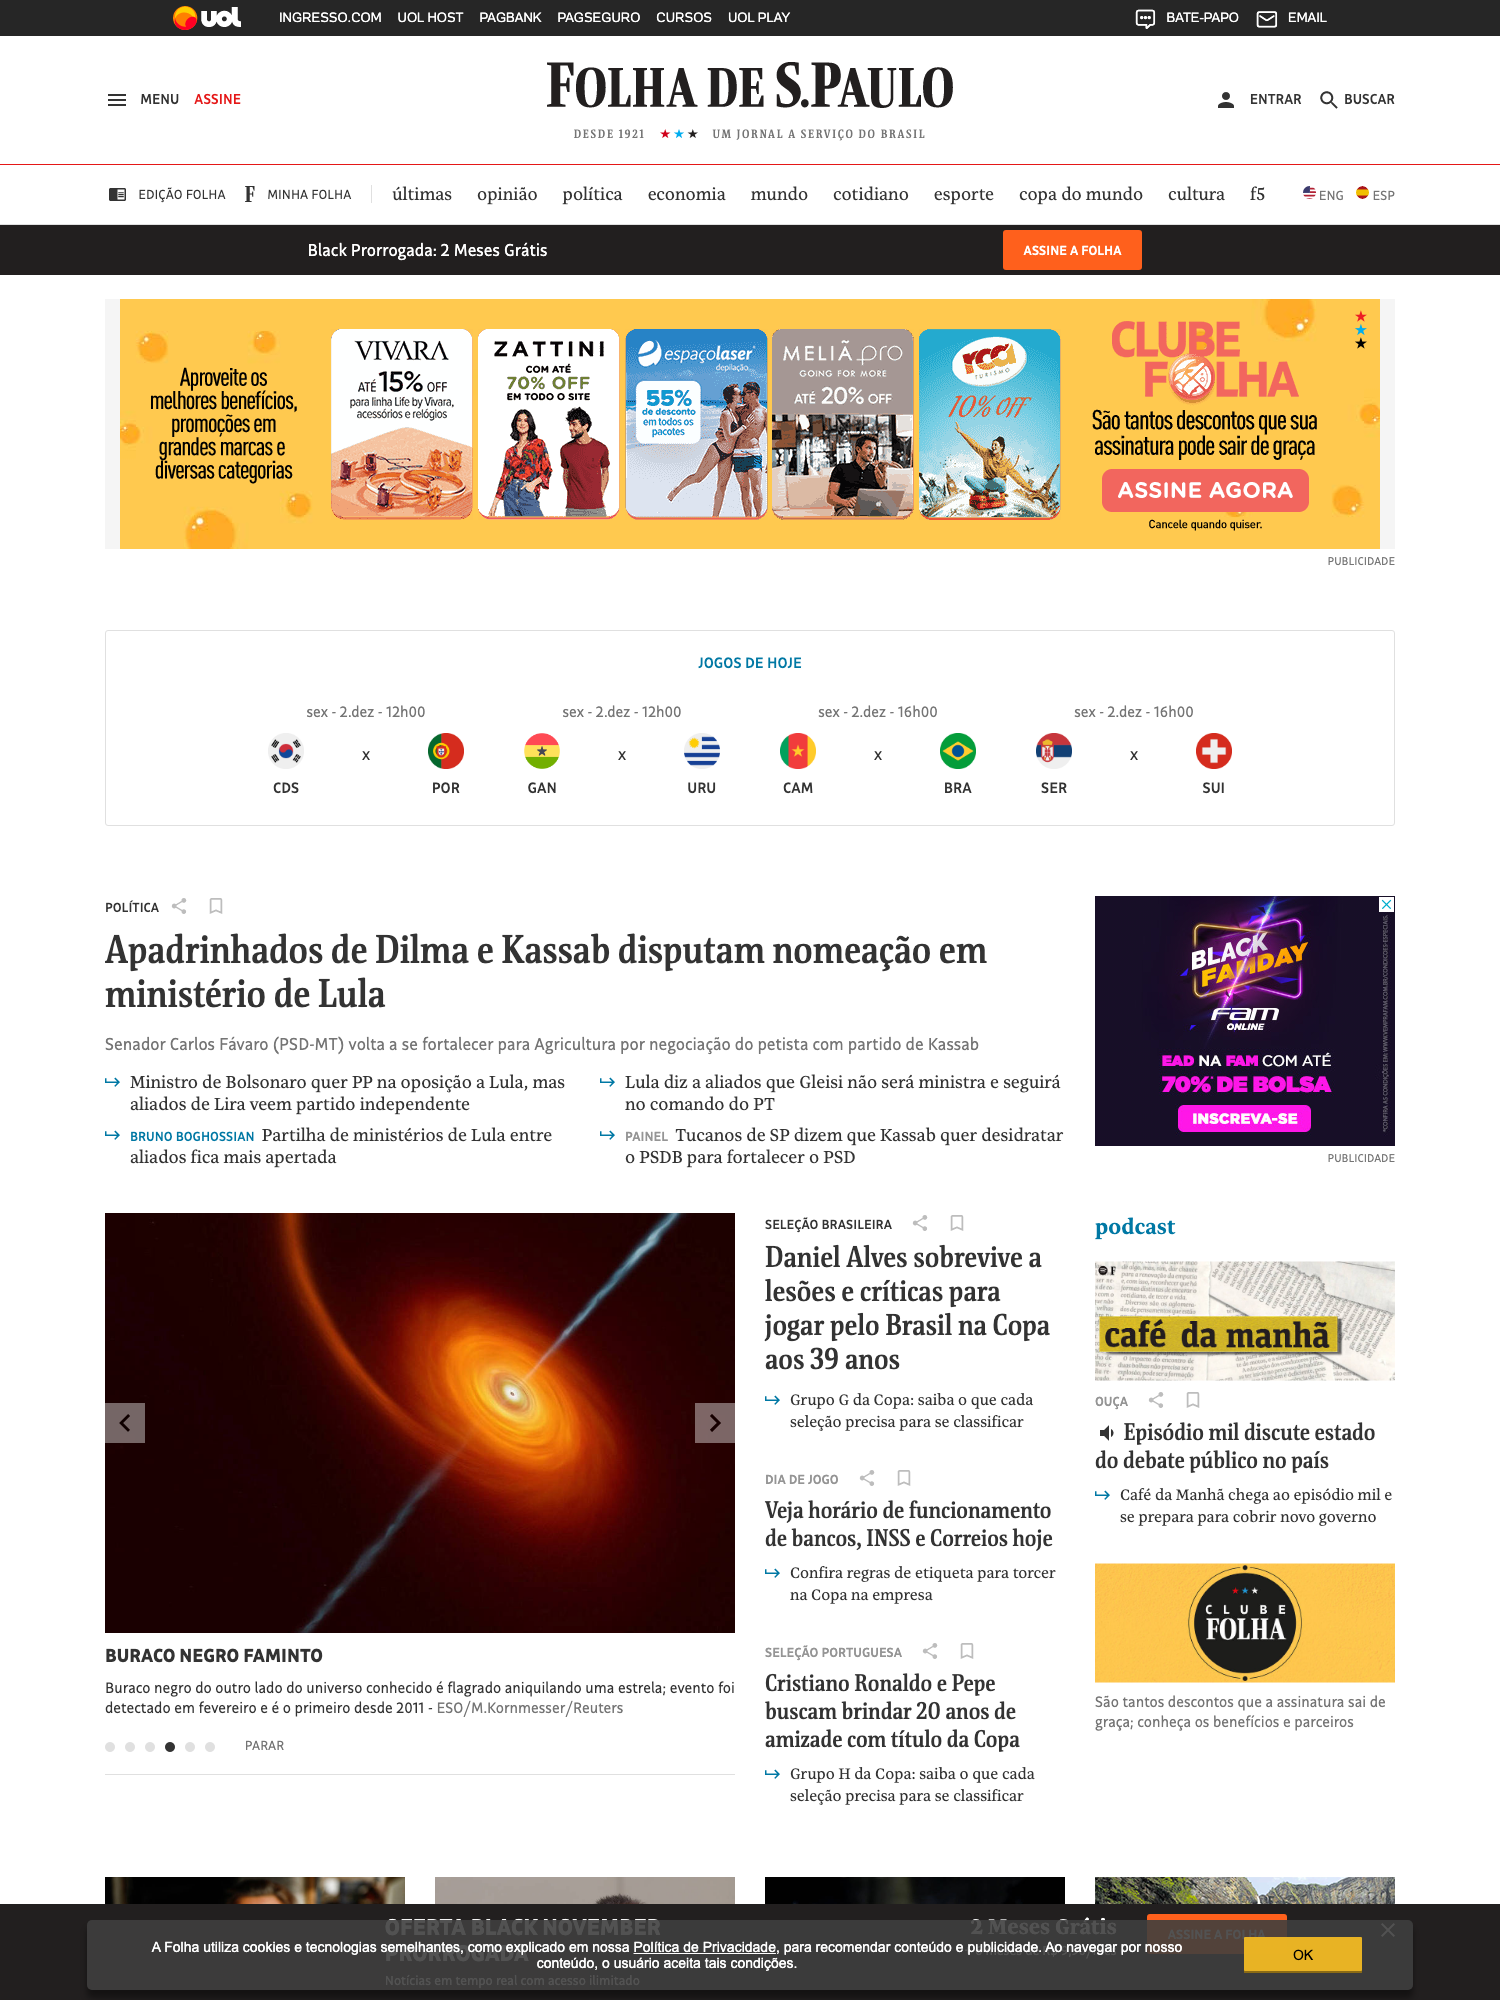 uol
INGRESSO.COM UOL HOST PAGBANK PAGSEGURO CURSOS UOL PLAY
BATE-PAPO EMAIL
MENU ASSINE
FOLHA DE S.PAULO
DESDE 1921 ★★★ UM JORNAL A SERVIÇO DO BRASIL
ENTRAR BUSCAR
EDIÇÃO FOLHA F MINHA FOLHA
últimas opinião política economia mundo cotidiano esporte copa do mundo cultura f5
ENG ESP
Black Prorrogada: 2 Meses Grátis
ASSINE A FOLHA
Aproveite os
melhores benefícios,
promoções em
grandes marcas e
diversas categorias
VIVARA
ATÉ 15% OFF
para linha Life by Vivara,
acessórios e relógios
ZATTINI
COM ATÉ
70% OFF
EM TODO O SITE
espaçolaser
depilação
55%
de desconto
em todos os
pacotes
MELIÃ pro
GOING FOR MORE
ATÉ 20% OFF
rcci
TURISMO
10% OFF
CLUBE
FOLHA
São tantos descontos que sua
assinatura pode sair de graça
ASSINE AGORA
Cancele quando quiser.
PUBLICIDADE
JOGOS DE HOJE
sex - 2.dez - 12h00 sex - 2.dez - 12h00 sex - 2.dez - 16h00 sex - 2.dez - 16h00
x x x x
CDS POR GAN URU CAM BRA SER SUI
POLÍTICA
Apadrinhados de Dilma e Kassab disputam nomeação em
ministério de Lula
Senador Carlos Fávaro (PSD-MT) volta a se fortalecer para Agricultura por negociação do petista com partido de Kassab
Ministro de Bolsonaro quer PP na oposição a Lula, mas
aliados de Lira veem partido independente
BRUNO BOGHOSSIAN Partilha de ministérios de Lula entre
aliados fica mais apertada
Lula diz a aliados que Gleisi não será ministra e seguirá
no comando do PT
PAINEL Tucanos de SP dizem que Kassab quer desidratar
o PSDB para fortalecer o PSD
BLACK
FAMDAY
fam
ONLINE
EAD NA FAM COM ATÉ
70%* DE BOLSA
INSCREVA-SE
PUBLICIDADE
BURACO NEGRO FAMINTO
Buraco negro do outro lado do universo conhecido é flagrado aniquilando uma estrela; evento foi
detectado em fevereiro e é o primeiro desde 2011 - ESO/M.Kornmesser/Reuters
PARAR
SELEÇÃO BRASILEIRA
Daniel Alves sobrevive a
lesões e críticas para
jogar pelo Brasil na Copa
aos 39 anos
Grupo G da Copa: saiba o que cada
seleção precisa para se classificar
DIA DE JOGO
Veja horário de funcionamento
de bancos, INSS e Correios hoje
Confira regras de etiqueta para torcer
na Copa na empresa
SELEÇÃO PORTUGUESA
Cristiano Ronaldo e Pepe
buscam brindar 20 anos de
amizade com título da Copa
Grupo H da Copa: saiba o que cada
seleção precisa para se classificar
podcast
café da manhã
OUÇA
Episódio mil discute estado
do debate público no país
Café da Manhã chega ao episódio mil e
se prepara para cobrir novo governo
CLUBE
FOLHA
São tantos descontos que a assinatura sai de
graça; conheça os benefícios e parceiros
OFERTA BLACK NOVEMBER
PRORROGADA
Notícias em tempo real com acesso ilimitado
2 Meses Grátis
ASSINE A FOLHA
A Folha utiliza cookies e tecnologias semelhantes, como explicado em nossa Política de Privacidade, para recomendar conteúdo e publicidade. Ao navegar por nosso
conteúdo, o usuário aceita tais condições.
OK